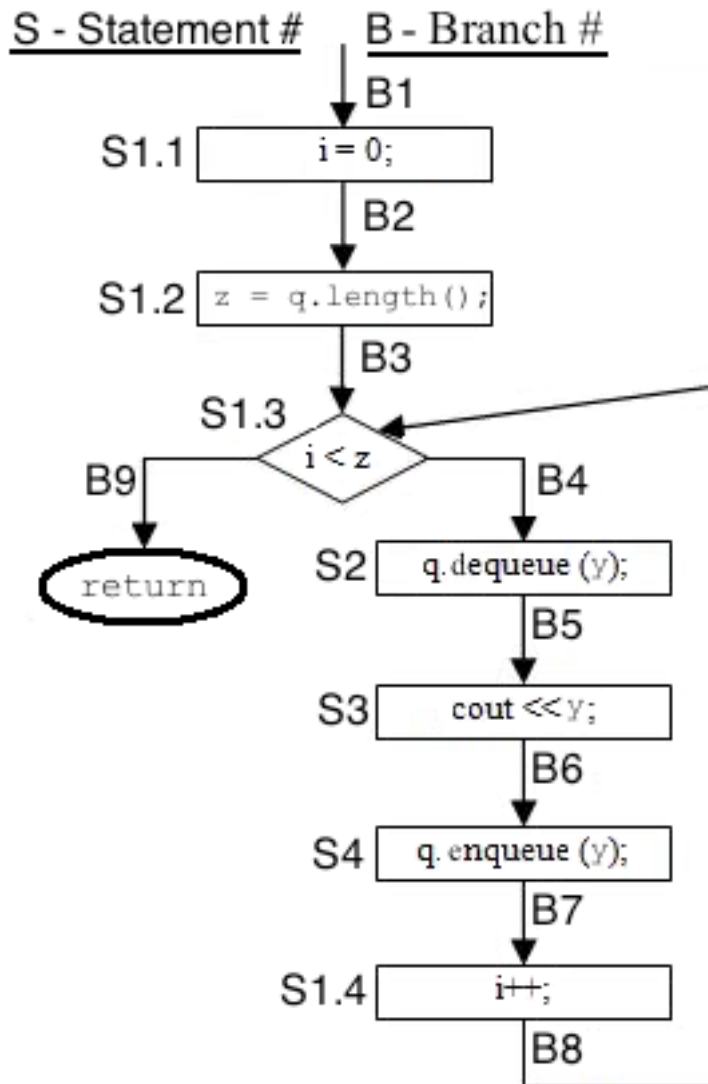 S - Statement # B - Branch #
B1
S1.1 i = 0;
B2
S1.2 z = q.length();
B3
S1.3 i < z
B9 B4
return
S2 q.dequeue (y);
B5
S3 cout <<y;
B6
S4 q.enqueue (y);
B7
S1.4 i++;
B8